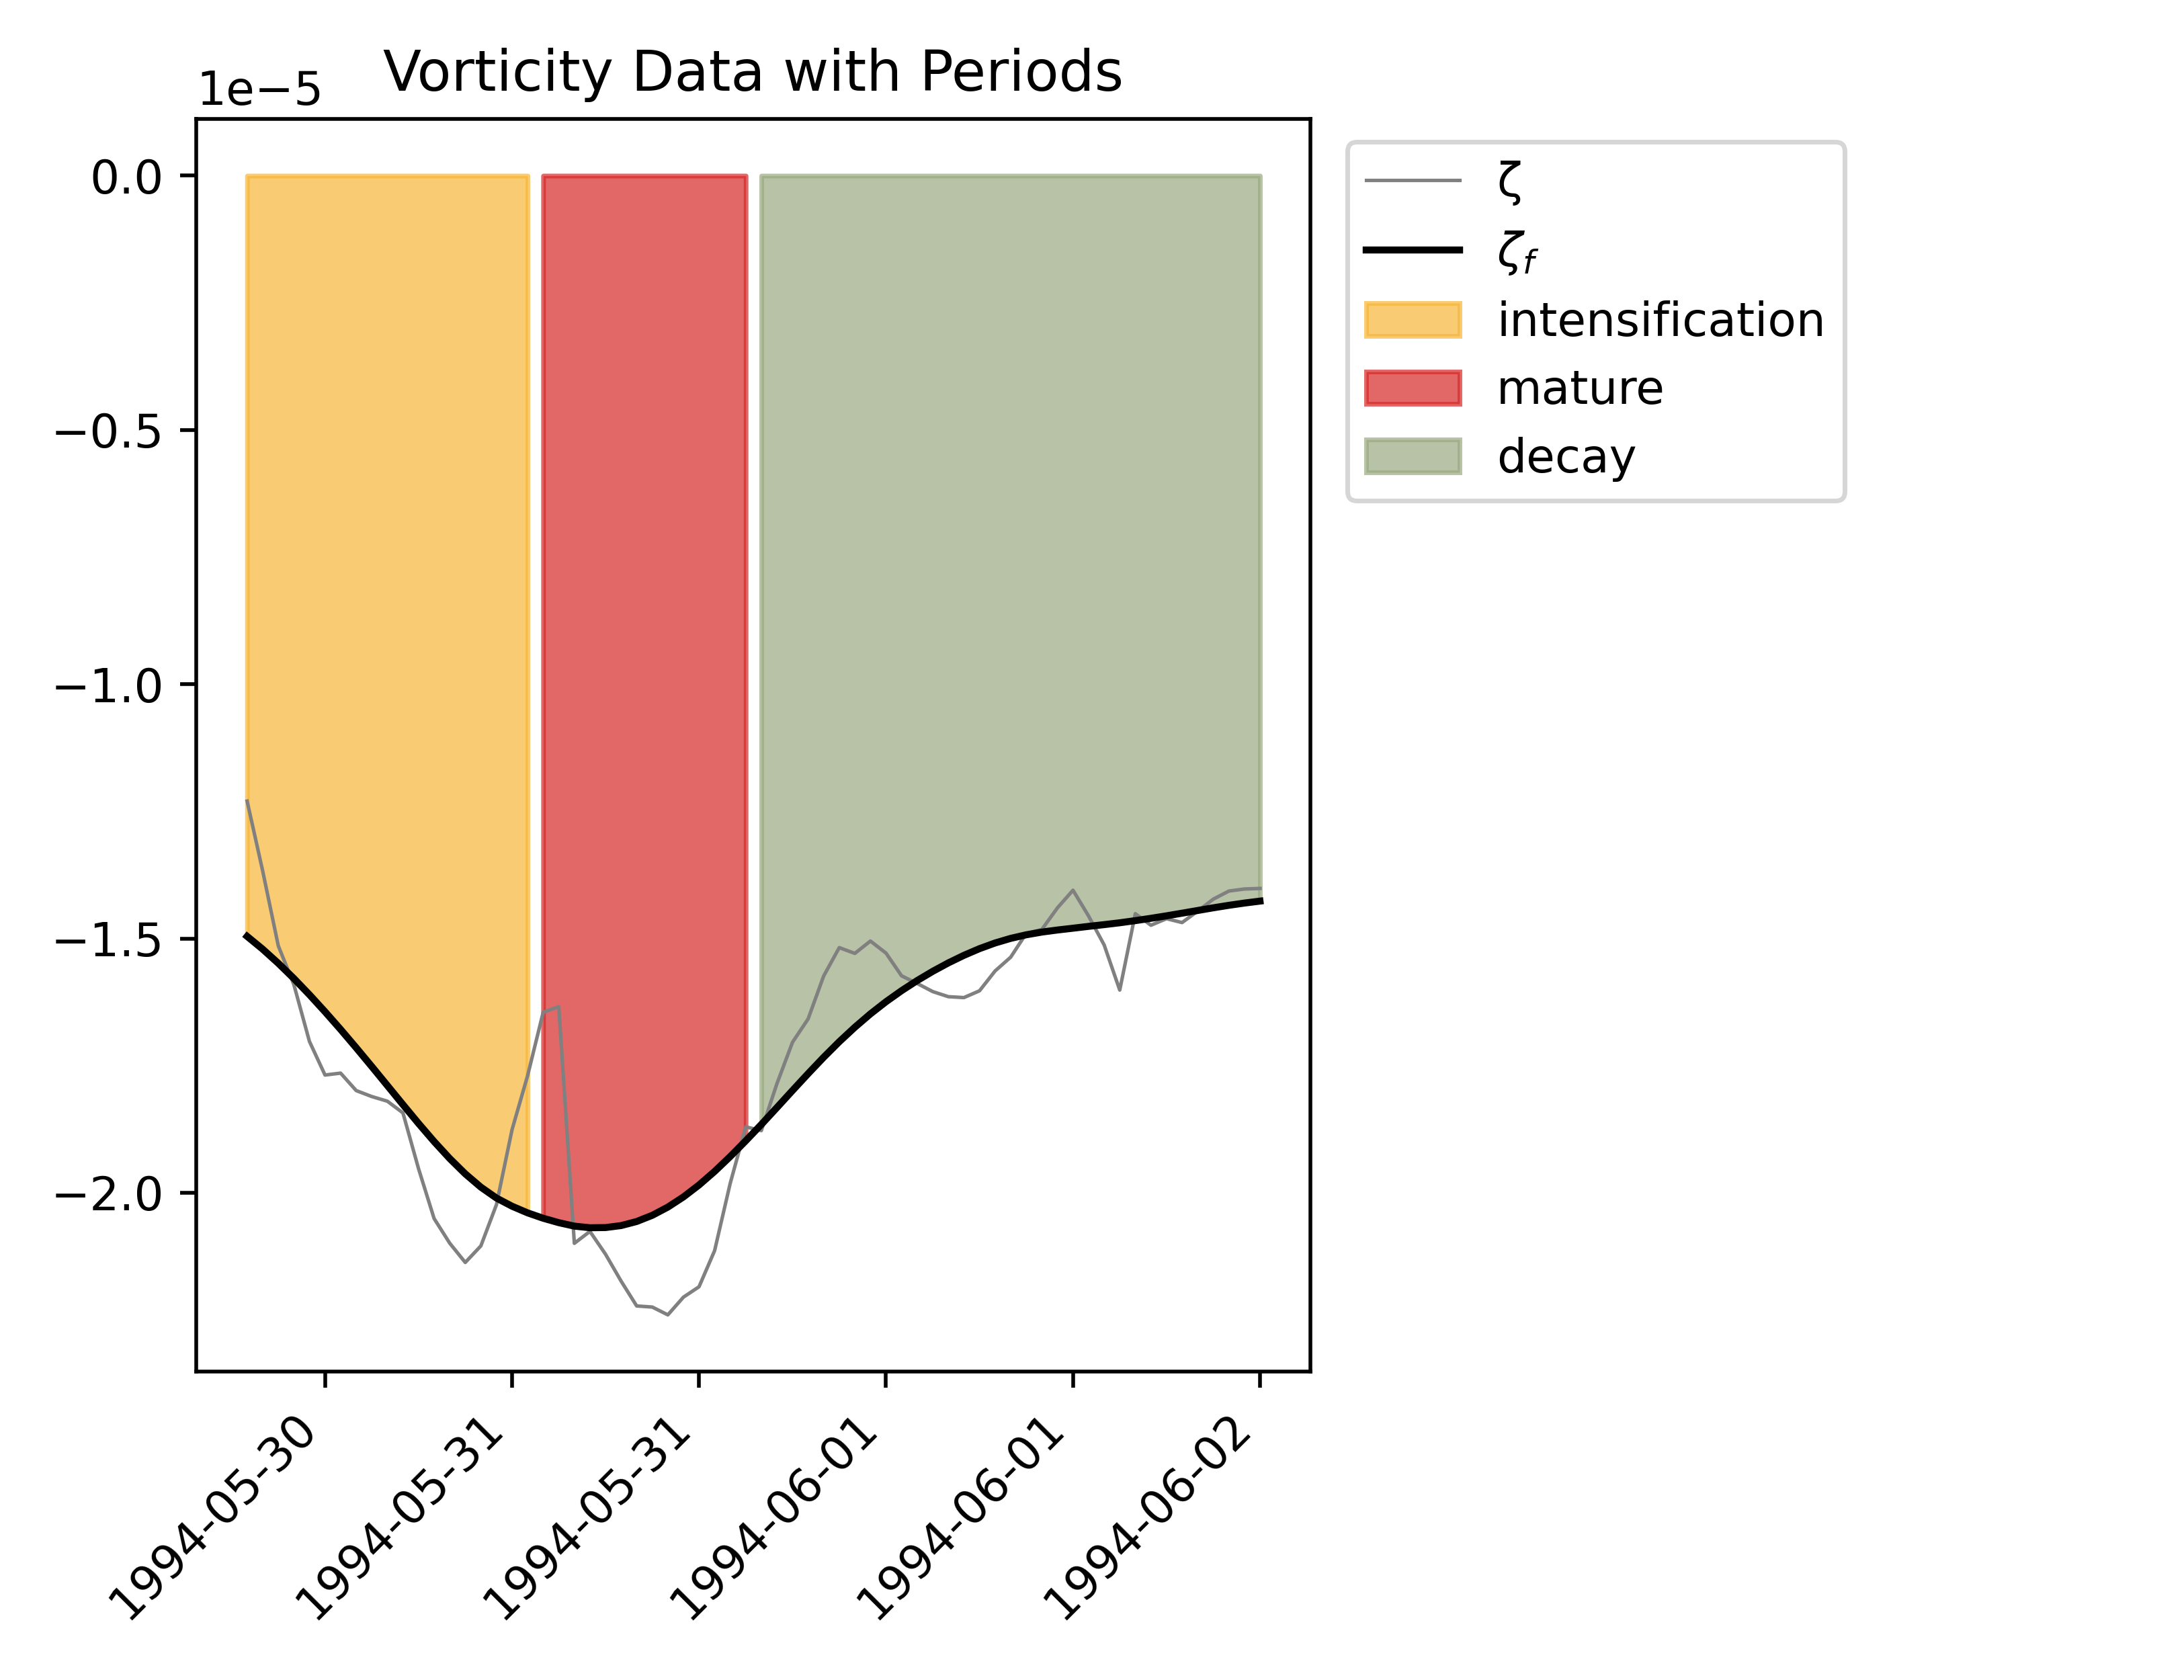 Vorticity Data with Periods
1e−5
0.0
−0.5
−1.0
−1.5
−2.0
1994-05-30
1994-05-31
1994-05-31
1994-06-01
1994-06-01
1994-06-02
ζ
ζf
intensification
mature
decay